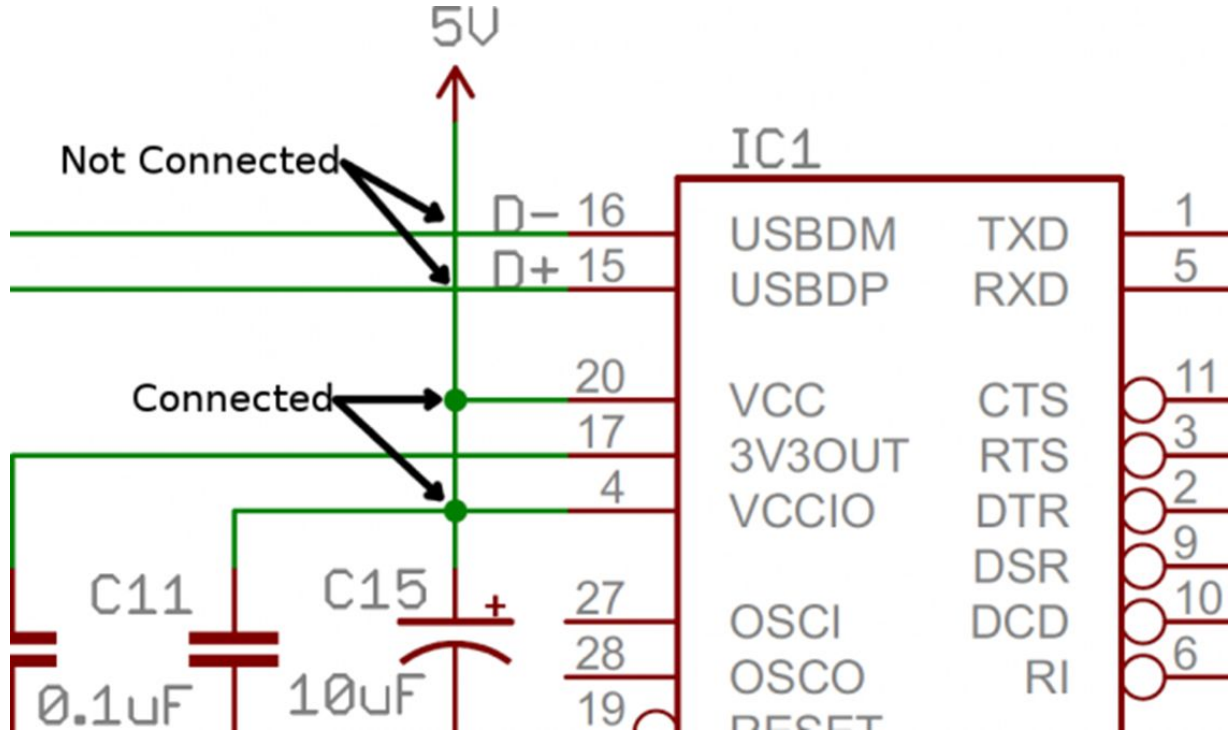 5V
IC1
Not Connected
D- 16 USBDM TXD 1
D+ 15 USBDP RXD 5
20 VCC CTS 11
Connected
17 3V3OUT RTS 3
4 VCCIO DTR 2
DSR 9
C11 C15 +
27 OSCI DCD 10
28 OSCO RI 6
0.1uF 10uF
19 RESET